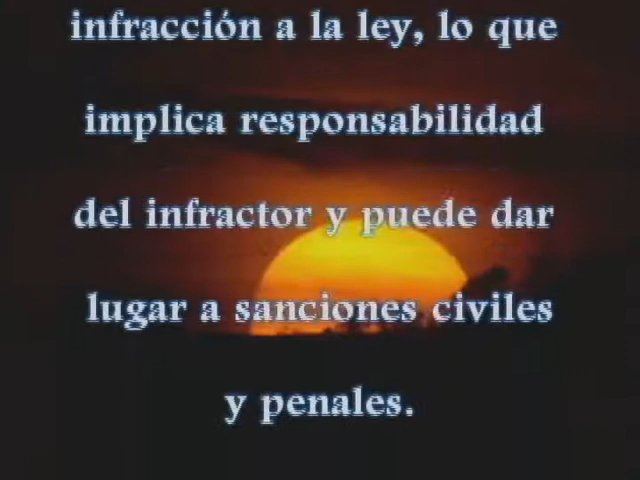 infracción a la ley, lo que
implica responsabilidad
del infractor y puede dar
lugar a sanciones civiles
y penales.